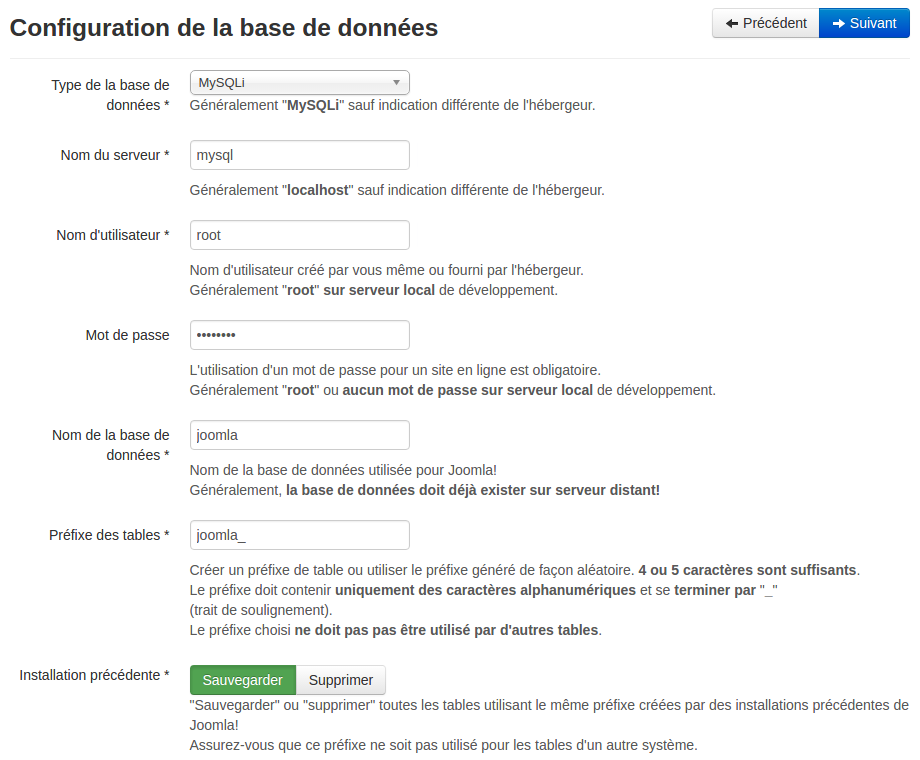 Configuration de la base de données
Précédent
Suivant
Type de la base de
données *
MySQLi
Généralement "MySQLi" sauf indication différente de l'hébergeur.
Nom du serveur *
mysql
Généralement "localhost" sauf indication différente de l'hébergeur.
Nom d'utilisateur *
root
Nom d'utilisateur créé par vous même ou fourni par l'hébergeur.
Généralement "root" sur serveur local de développement.
Mot de passe
••••••••
L'utilisation d'un mot de passe pour un site en ligne est obligatoire.
Généralement "root" ou aucun mot de passe sur serveur local de développement.
Nom de la base de
données *
joomla
Nom de la base de données utilisée pour Joomla!
Généralement, la base de données doit déjà exister sur serveur distant!
Préfixe des tables *
joomla_
Créer un préfixe de table ou utiliser le préfixe généré de façon aléatoire. 4 ou 5 caractères sont suffisants.
Le préfixe doit contenir uniquement des caractères alphanumériques et se terminer par "_"
(trait de soulignement).
Le préfixe choisi ne doit pas pas être utilisé par d'autres tables.
Installation précédente *
Sauvegarder
Supprimer
"Sauvegarder" ou "supprimer" toutes les tables utilisant le même préfixe créées par des installations précédentes de
Joomla!
Assurez-vous que ce préfixe ne soit pas utilisé pour les tables d'un autre système.